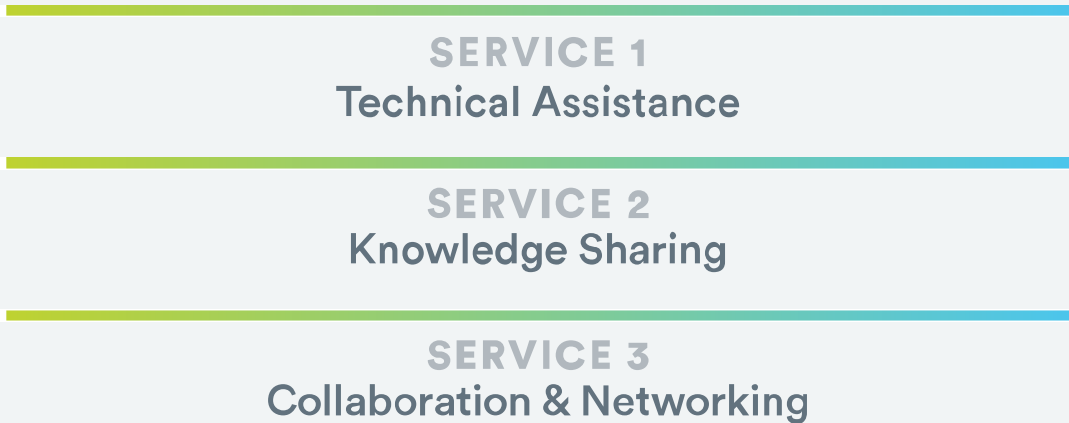 SERVICE 1
Technical Assistance
SERVICE 2
Knowledge Sharing
SERVICE 3
Collaboration & Networking